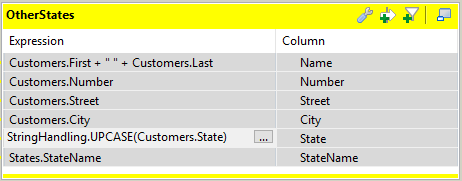 OtherStates
Expression Column
Customers.First + " " + Customers.Last Name
Customers.Number Number
Customers.Street Street
Customers.City City
StringHandling.UPCASE(Customers.State) ... State
States.StateName StateName